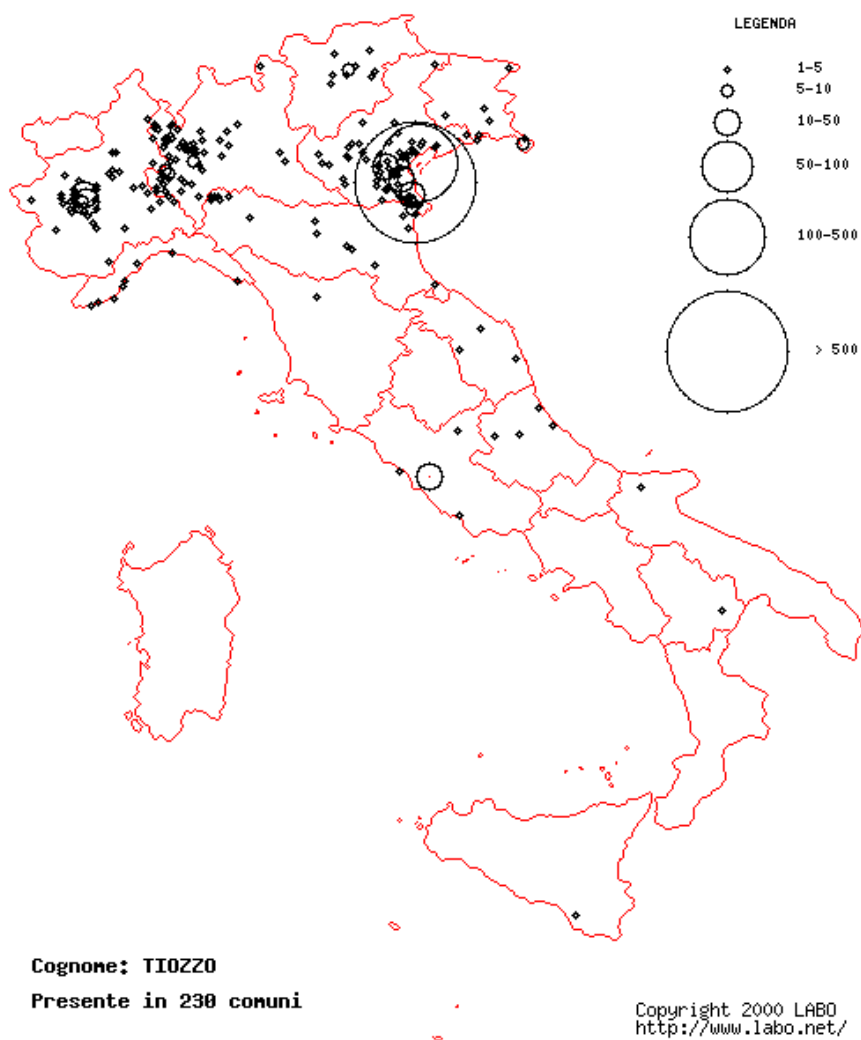 LEGENDA
1-5
5-10
10-50
50-100
100-500
> 500
Cognome: TIOZZO
Presente in 230 comuni
Copyright 2000 LABO
http://www.labo.net/